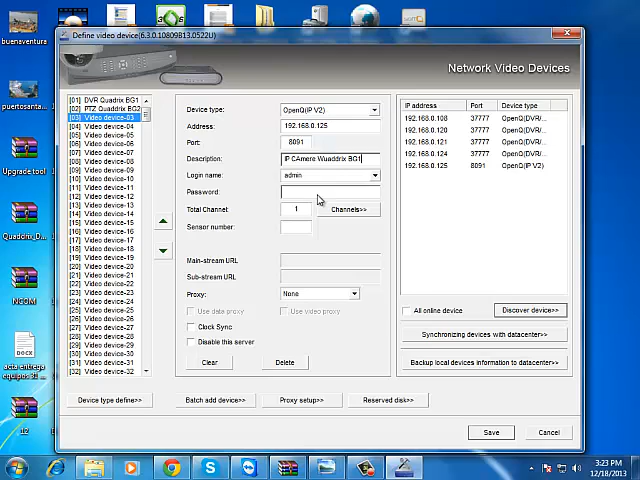 Define video device(6.3.0.10809B13.0522U)
Network Video Devices
buenaventura
puertosanta...
Upgrade tool
Quaddrix_D...
NCOM
DOCX
acta entrega
equipos 31
12
[01] DVR Quadrix BG1
[02] PTZ Quaddrix BG2
[03] Video device-03
[04] Video device-04
[05] Video device-05
[06] Video device-06
[07] Video device-07
[08] Video device-08
[09] Video device-09
[10] Video device-10
[11] Video device-11
[12] Video device-12
[13] Video device-13
[14] Video device-14
[15] Video device-15
[16] Video device-16
[17] Video device-17
[18] Video device-18
[19] Video device-19
[20] Video device-20
[21] Video device-21
[22] Video device-22
[23] Video device-23
[24] Video device-24
[25] Video device-25
[26] Video device-26
[27] Video device-27
[28] Video device-28
[29] Video device-29
[30] Video device-30
[31] Video device-31
[32] Video device-32
Device type: OpenQ(IP V2)
Address: 192.168.0.125
Port: 8091
Description: IP CAmere Wuaddrix BG1
Login name: admin
Password:
Total Channel: 1 Channels>>
Sensor number:
Main-stream URL
Sub-stream URL
Proxy: None
Use data proxy Use video proxy
Clock Sync
Disable this server
Clear Delete
IP address Port Device type
192.168.0.108 37777 OpenQ(DVR/...
192.168.0.120 37777 OpenQ(DVR/...
192.168.0.121 37777 OpenQ(DVR/...
192.168.0.124 37777 OpenQ(DVR/...
192.168.0.125 8091 OpenQ(IP V2)
All online device Discover device>>
Synchronizing devices with datacenter>>
Backup local devices information to datacenter>>
Device type define>> Batch add device>> Proxy setup>> Reserved disk>>
Save Cancel
3:23 PM
12/18/2013